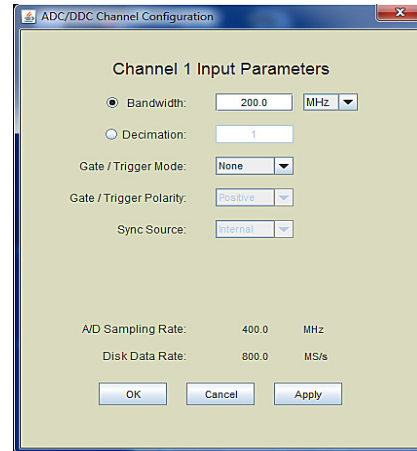 ADC/DDC Channel Configuration
Channel 1 Input Parameters
Bandwidth: 200.0 MHz
Decimation: 1
Gate / Trigger Mode: None
Gate / Trigger Polarity: Positive
Sync Source: Internal
A/D Sampling Rate: 400.0 MHz
Disk Data Rate: 800.0 MS/s
OK Cancel Apply